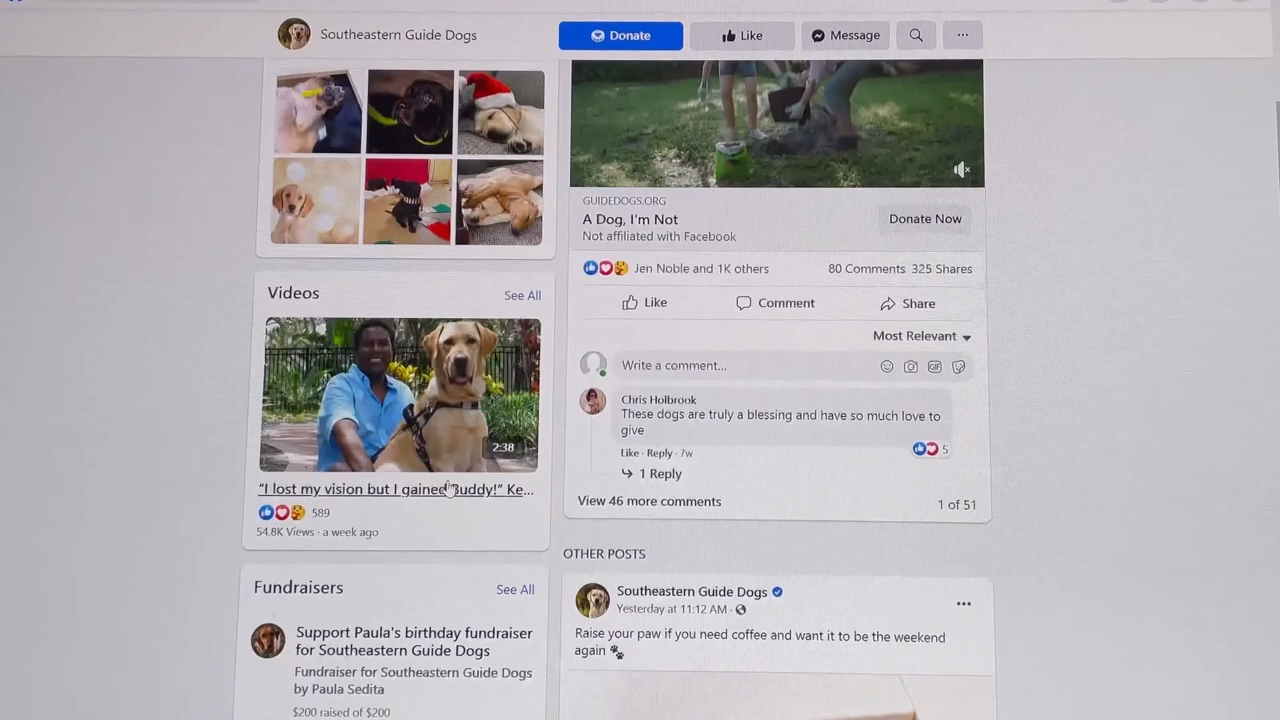 Southeastern Guide Dogs
Donate
Like
Message
Videos
See All
2:38
“I lost my vision but I gained Buddy!” Ke...
589
54.8K Views · a week ago
Fundraisers
See All
Support Paula's birthday fundraiser
for Southeastern Guide Dogs
Fundraiser for Southeastern Guide Dogs
by Paula Sedita
$200 raised of $200
GUIDEDOGS.ORG
A Dog, I'm Not
Not affiliated with Facebook
Donate Now
Jen Noble and 1K others
80 Comments 325 Shares
Like
Comment
Share
Most Relevant
Write a comment...
GIF
Chris Holbrook
These dogs are truly a blessing and have so much love to
give
Like · Reply · 7w
5
1 Reply
View 46 more comments
1 of 51
OTHER POSTS
Southeastern Guide Dogs
Yesterday at 11:12 AM ·
Raise your paw if you need coffee and want it to be the weekend
again